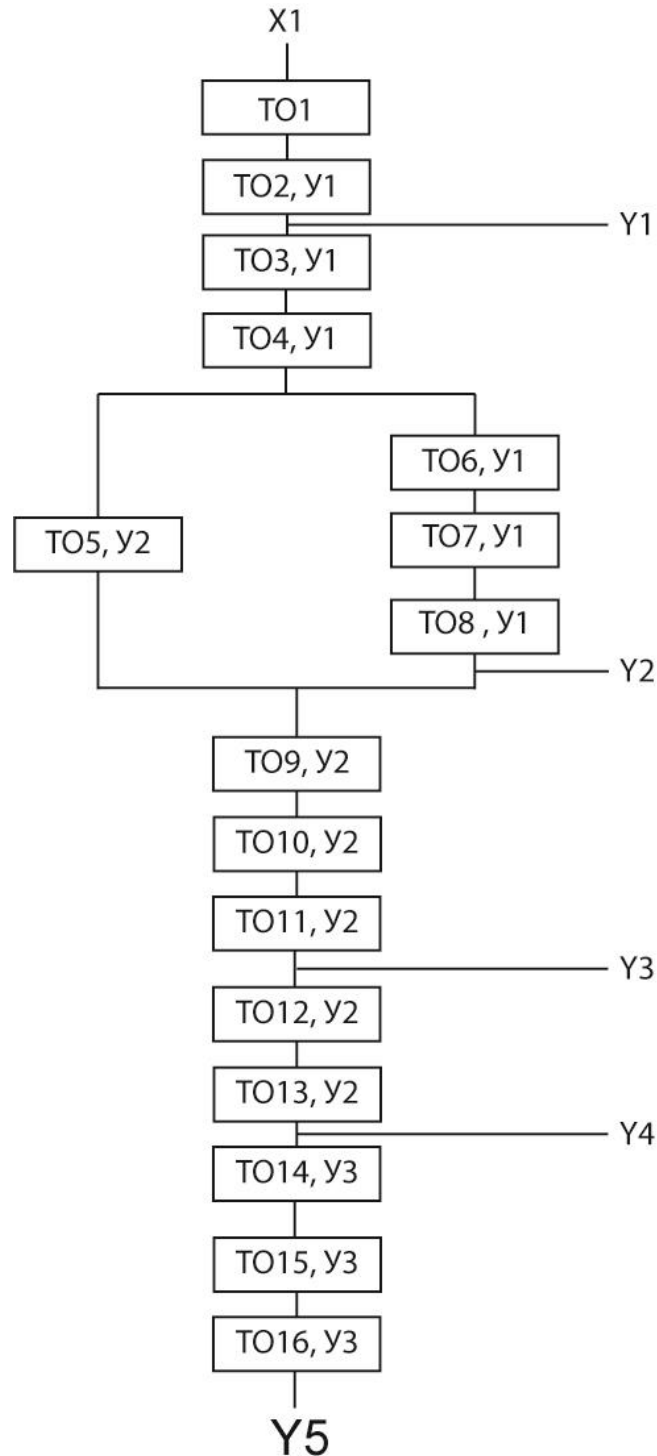 X1
ТО1
ТО2, У1
Y1
ТО3, У1
ТО4, У1
ТО6, У1
ТО5, У2
ТО7, У1
ТО8 , У1
Y2
ТО9, У2
ТО10, У2
ТО11, У2
Y3
ТО12, У2
ТО13, У2
Y4
ТО14, У3
ТО15, У3
ТО16, У3
Y5